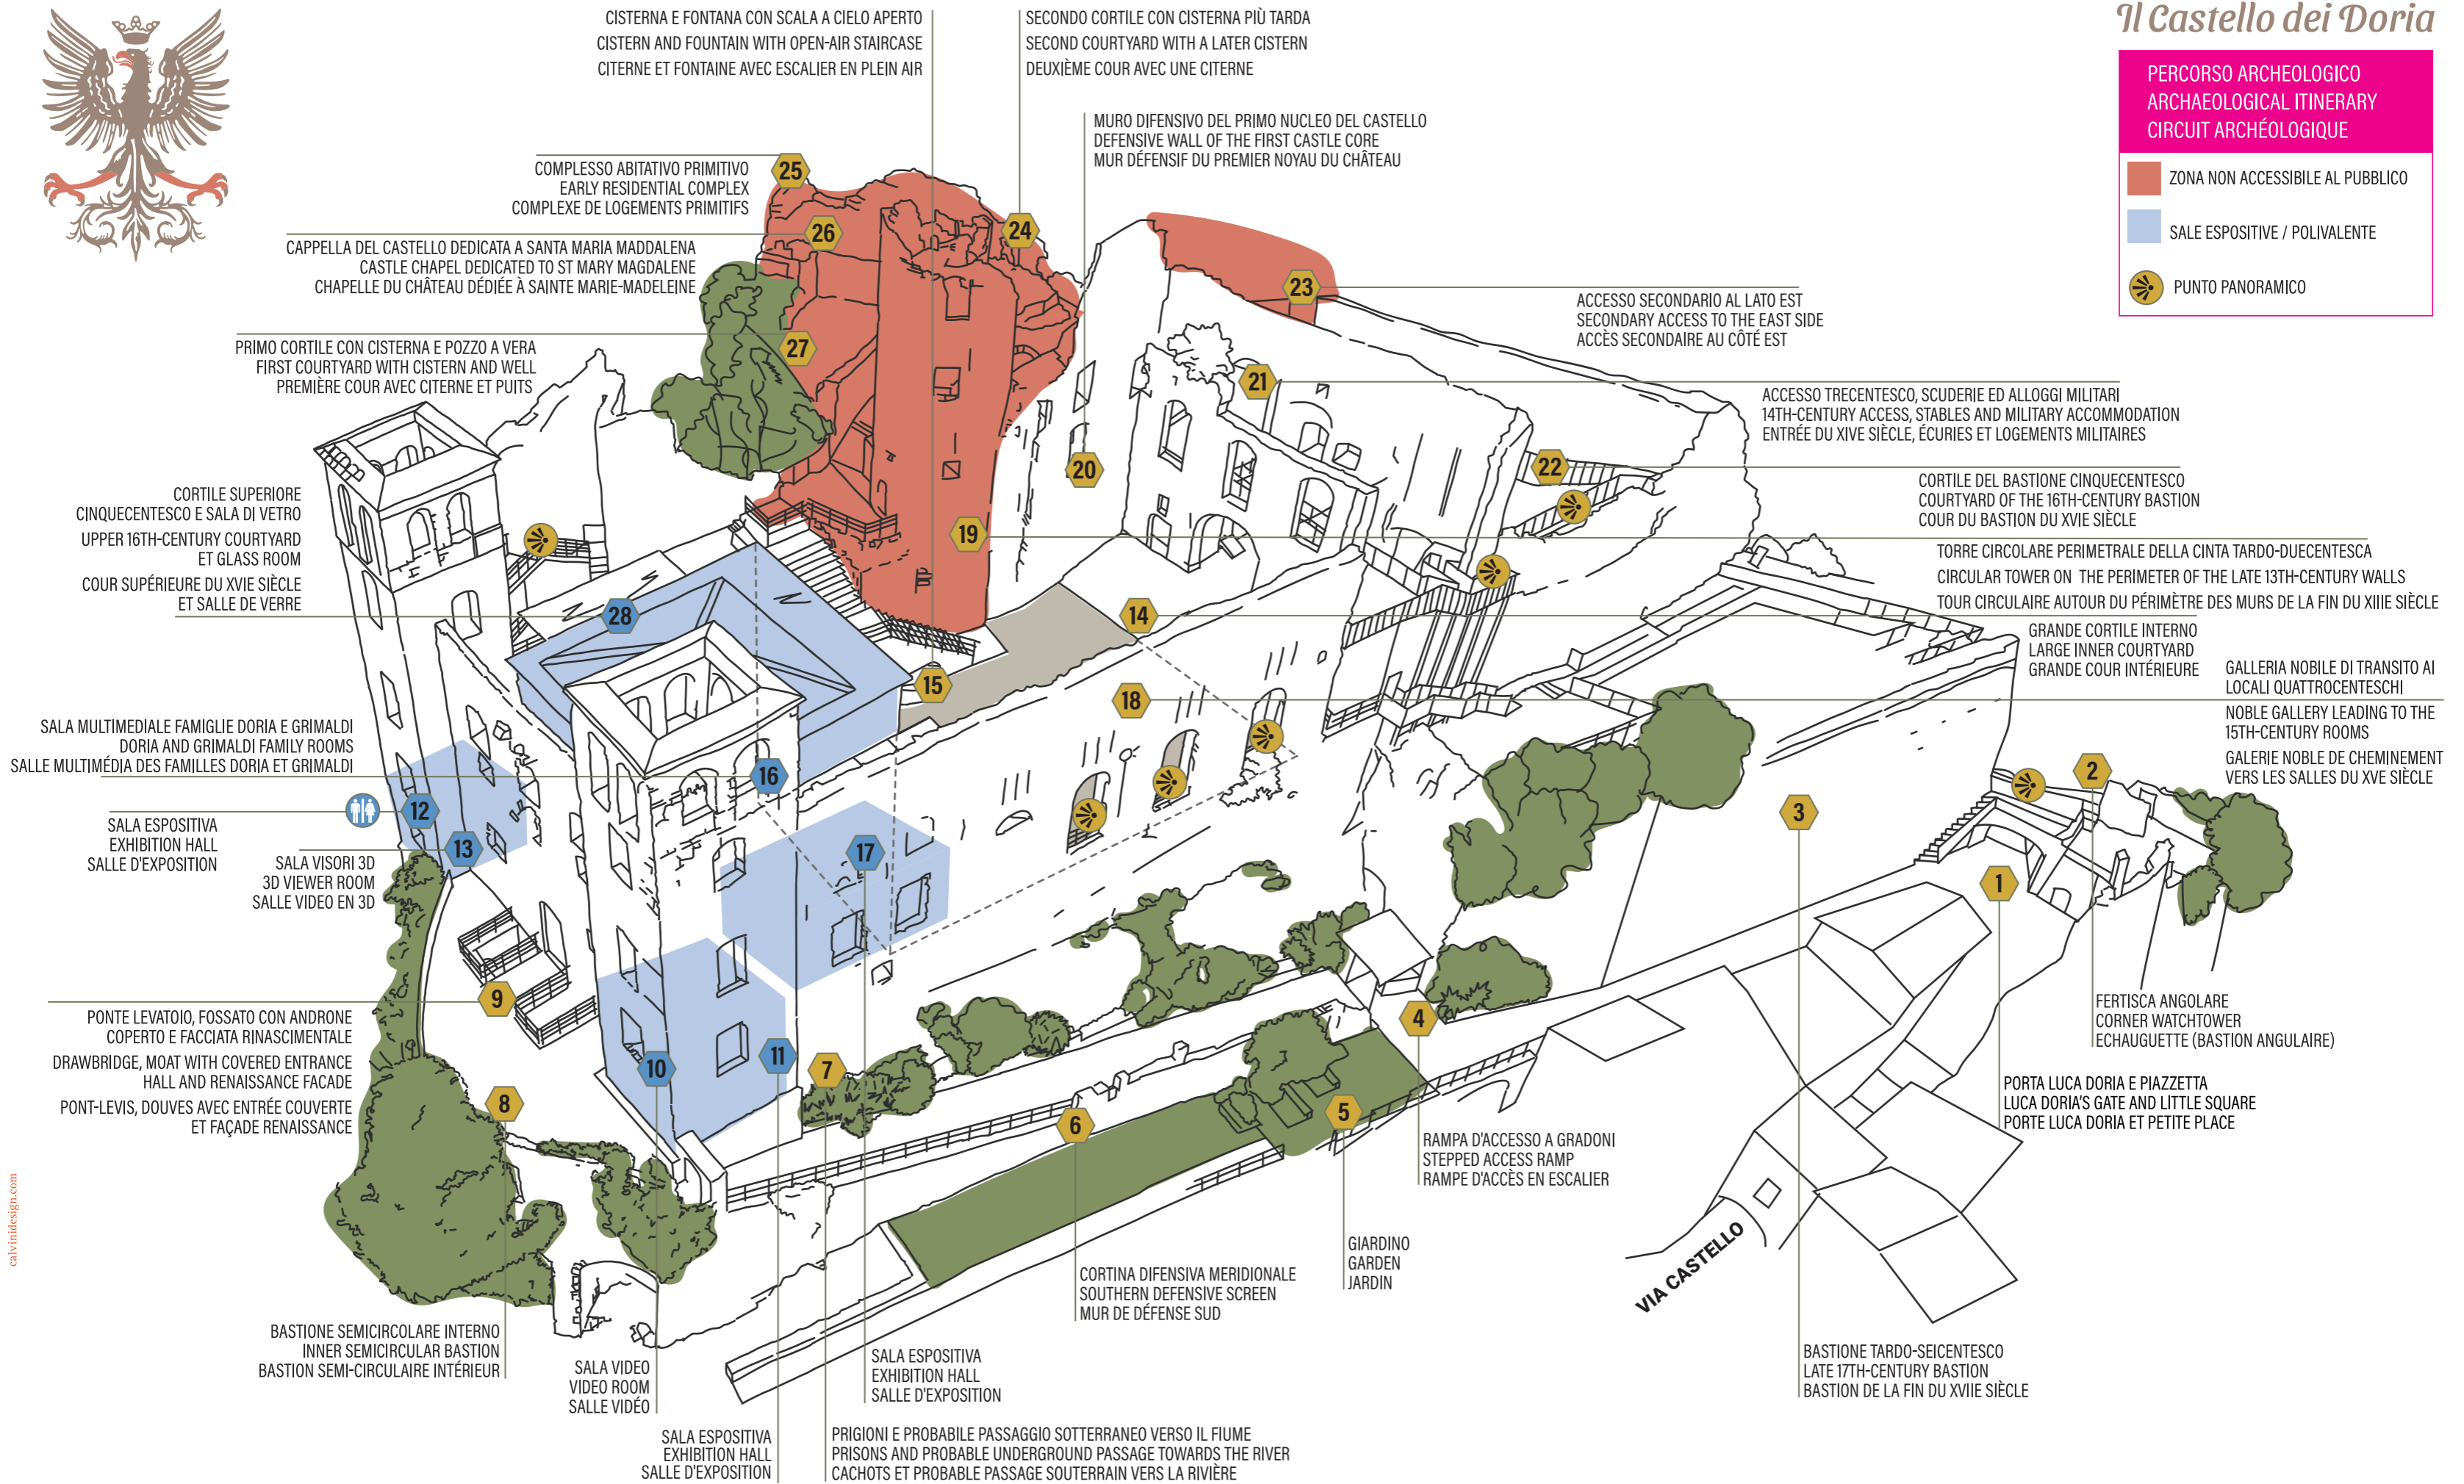 Il Castello dei Doria
PERCORSO ARCHEOLOGICO
ARCHAEOLOGICAL ITINERARY
CIRCUIT ARCHÉOLOGIQUE
ZONA NON ACCESSIBILE AL PUBBLICO
SALE ESPOSITIVE / POLIVALENTE
PUNTO PANORAMICO
CISTERNA E FONTANA CON SCALA A CIELO APERTO
CISTERN AND FOUNTAIN WITH OPEN-AIR STAIRCASE
CITERNE ET FONTAINE AVEC ESCALIER EN PLEIN AIR
SECONDO CORTILE CON CISTERNA PIÙ TARDA
SECOND COURTYARD WITH A LATER CISTERN
DEUXIÈME COUR AVEC UNE CITERNE
MURO DIFENSIVO DEL PRIMO NUCLEO DEL CASTELLO
DEFENSIVE WALL OF THE FIRST CASTLE CORE
MUR DÉFENSIF DU PREMIER NOYAU DU CHÂTEAU
COMPLESSO ABITATIVO PRIMITIVO
EARLY RESIDENTIAL COMPLEX
COMPLEXE DE LOGEMENTS PRIMITIFS
25
CAPPELLA DEL CASTELLO DEDICATA A SANTA MARIA MADDALENA
CASTLE CHAPEL DEDICATED TO ST MARY MAGDALENE
CHAPELLE DU CHÂTEAU DÉDIÉE À SAINTE MARIE-MADELEINE
26
24
23
ACCESSO SECONDARIO AL LATO EST
SECONDARY ACCESS TO THE EAST SIDE
ACCÈS SECONDAIRE AU CÔTÉ EST
PRIMO CORTILE CON CISTERNA E POZZO A VERA
FIRST COURTYARD WITH CISTERN AND WELL
PREMIÈRE COUR AVEC CITERNE ET PUITS
27
21
ACCESSO TRECENTESCO, SCUDERIE ED ALLOGGI MILITARI
14TH-CENTURY ACCESS, STABLES AND MILITARY ACCOMMODATION
ENTRÉE DU XIVE SIÈCLE, ÉCURIES ET LOGEMENTS MILITAIRES
20
22
CORTILE DEL BASTIONE CINQUECENTESCO
COURTYARD OF THE 16TH-CENTURY BASTION
COUR DU BASTION DU XVIE SIÈCLE
CORTILE SUPERIORE
CINQUECENTESCO E SALA DI VETRO
UPPER 16TH-CENTURY COURTYARD
ET GLASS ROOM
COUR SUPÉRIEURE DU XVIE SIÈCLE
ET SALLE DE VERRE
28
19
TORRE CIRCOLARE PERIMETRALE DELLA CINTA TARDO-DUECENTESCA
CIRCULAR TOWER ON THE PERIMETER OF THE LATE 13TH-CENTURY WALLS
TOUR CIRCULAIRE AUTOUR DU PÉRIMÈTRE DES MURS DE LA FIN DU XIIIE SIÈCLE
14
GRANDE CORTILE INTERNO
LARGE INNER COURTYARD
GRANDE COUR INTÉRIEURE
15
18
GALLERIA NOBILE DI TRANSITO AI
LOCALI QUATTROCENTESCHI
NOBLE GALLERY LEADING TO THE
15TH-CENTURY ROOMS
GALERIE NOBLE DE CHEMINEMENT
VERS LES SALLES DU XVE SIÈCLE
SALA MULTIMEDIALE FAMIGLIE DORIA E GRIMALDI
DORIA AND GRIMALDI FAMILY ROOMS
SALLE MULTIMÉDIA DES FAMILLES DORIA ET GRIMALDI
16
12
SALA ESPOSITIVA
EXHIBITION HALL
SALLE D'EXPOSITION
13
SALA VISORI 3D
3D VIEWER ROOM
SALLE VIDEO EN 3D
17
3
2
1
9
PONTE LEVATOIO, FOSSATO CON ANDRONE
COPERTO E FACCIATA RINASCIMENTALE
DRAWBRIDGE, MOAT WITH COVERED ENTRANCE
HALL AND RENAISSANCE FACADE
PONT-LEVIS, DOUVES AVEC ENTRÉE COUVERTE
ET FAÇADE RENAISSANCE
10
11
7
8
6
5
4
FERTISCA ANGOLARE
CORNER WATCHTOWER
ECHAUGUETTE (BASTION ANGULAIRE)
PORTA LUCA DORIA E PIAZZETTA
LUCA DORIA'S GATE AND LITTLE SQUARE
PORTE LUCA DORIA ET PETITE PLACE
RAMPA D'ACCESSO A GRADONI
STEPPED ACCESS RAMP
RAMPE D'ACCÈS EN ESCALIER
GIARDINO
GARDEN
JARDIN
CORTINA DIFENSIVA MERIDIONALE
SOUTHERN DEFENSIVE SCREEN
MUR DE DÉFENSE SUD
VIA CASTELLO
BASTIONE TARDO-SEICENTESCO
LATE 17TH-CENTURY BASTION
BASTION DE LA FIN DU XVIIE SIÈCLE
BASTIONE SEMICIRCOLARE INTERNO
INNER SEMICIRCULAR BASTION
BASTION SEMI-CIRCULAIRE INTÉRIEUR
SALA VIDEO
VIDEO ROOM
SALLE VIDÉO
SALA ESPOSITIVA
EXHIBITION HALL
SALLE D'EXPOSITION
SALA ESPOSITIVA
EXHIBITION HALL
SALLE D'EXPOSITION
PRIGIONI E PROBABILE PASSAGGIO SOTTERRANEO VERSO IL FIUME
PRISONS AND PROBABLE UNDERGROUND PASSAGE TOWARDS THE RIVER
CACHOTS ET PROBABLE PASSAGE SOUTERRAIN VERS LA RIVIÈRE
calvinidesign.com